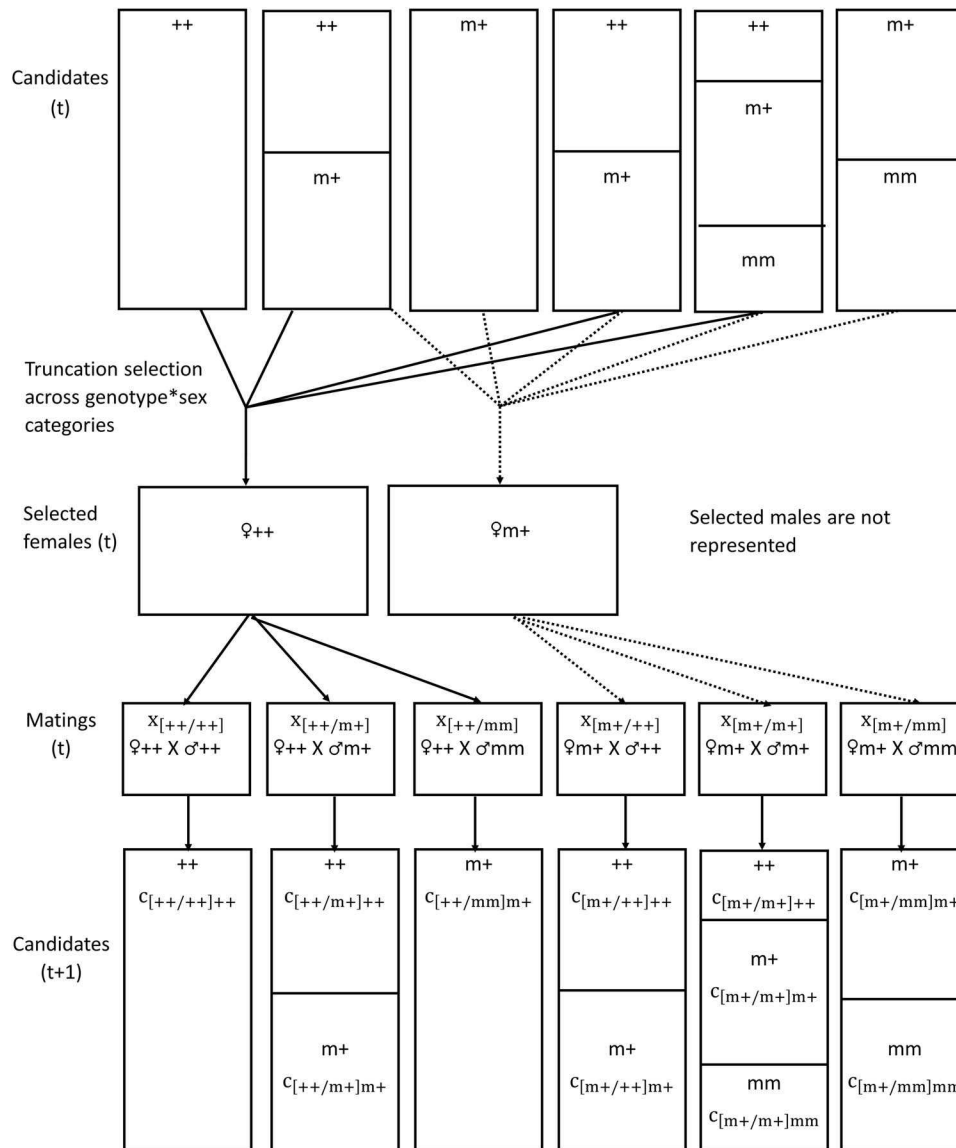 ++ ++ m+ ++ ++ m+
Candidates
(t)
m+
m+ m+ mm
mm
Truncation selection
across genotype*sex
categories
Selected
females (t)
♀++
♀m+
Selected males are not
represented
Matings
(t)
x[++/++]
♀++ X ♂++
x[++/m+]
♀++ X ♂m+
x[++/mm]
♀++ X ♂mm
x[m+/++]
♀m+ X ♂++
x[m+/m+]
♀m+ X ♂m+
x[m+/mm]
♀m+ X ♂mm
Candidates
(t+1)
++
c[++/++]++
++
c[++/m+]++
m+
c[++/m+]m+
m+
c[++/mm]m+
++
c[m+/++]++
m+
c[m+/++]m+
++
c[m+/m+]++
m+
c[m+/m+]m+
mm
c[m+/m+]mm
m+
c[m+/mm]m+
mm
c[m+/mm]mm